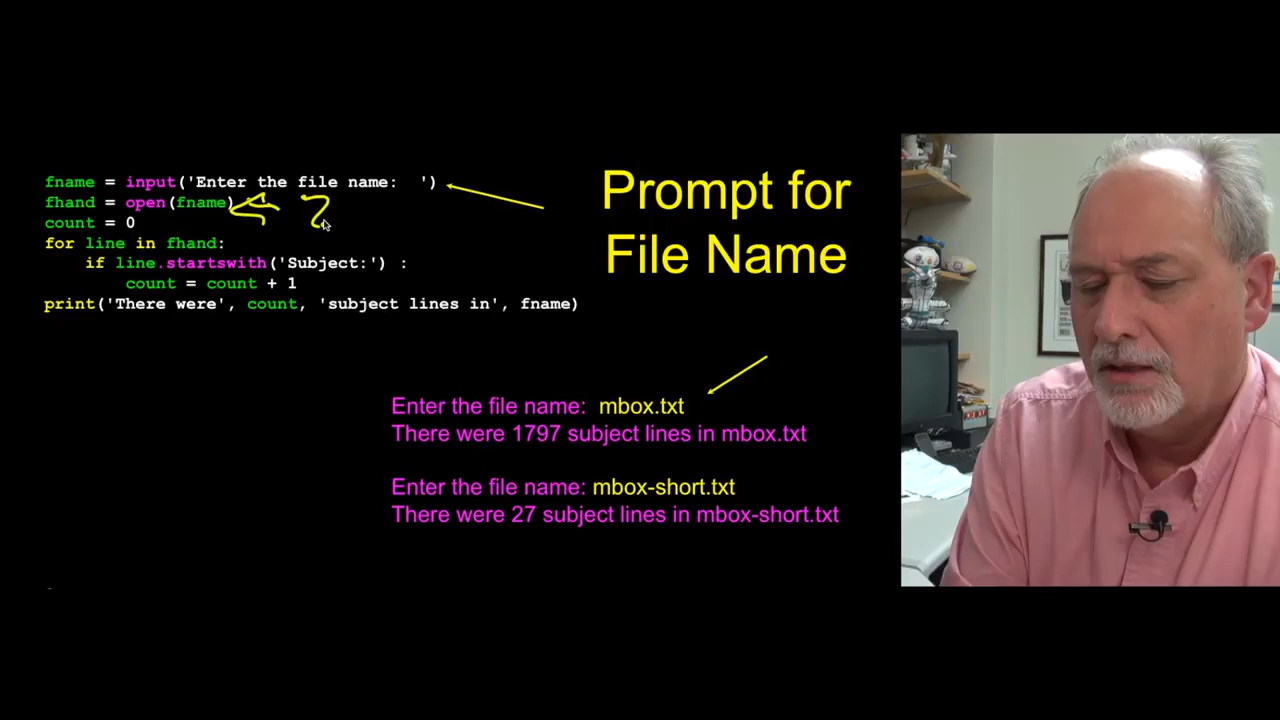 fname = input('Enter the file name:  ')
fhand = open(fname)
count = 0
for line in fhand:
    if line.startswith('Subject:') :
        count = count + 1
print('There were', count, 'subject lines in', fname)
Prompt for
File Name
Enter the file name:  mbox.txt
There were 1797 subject lines in mbox.txt
Enter the file name: mbox-short.txt
There were 27 subject lines in mbox-short.txt